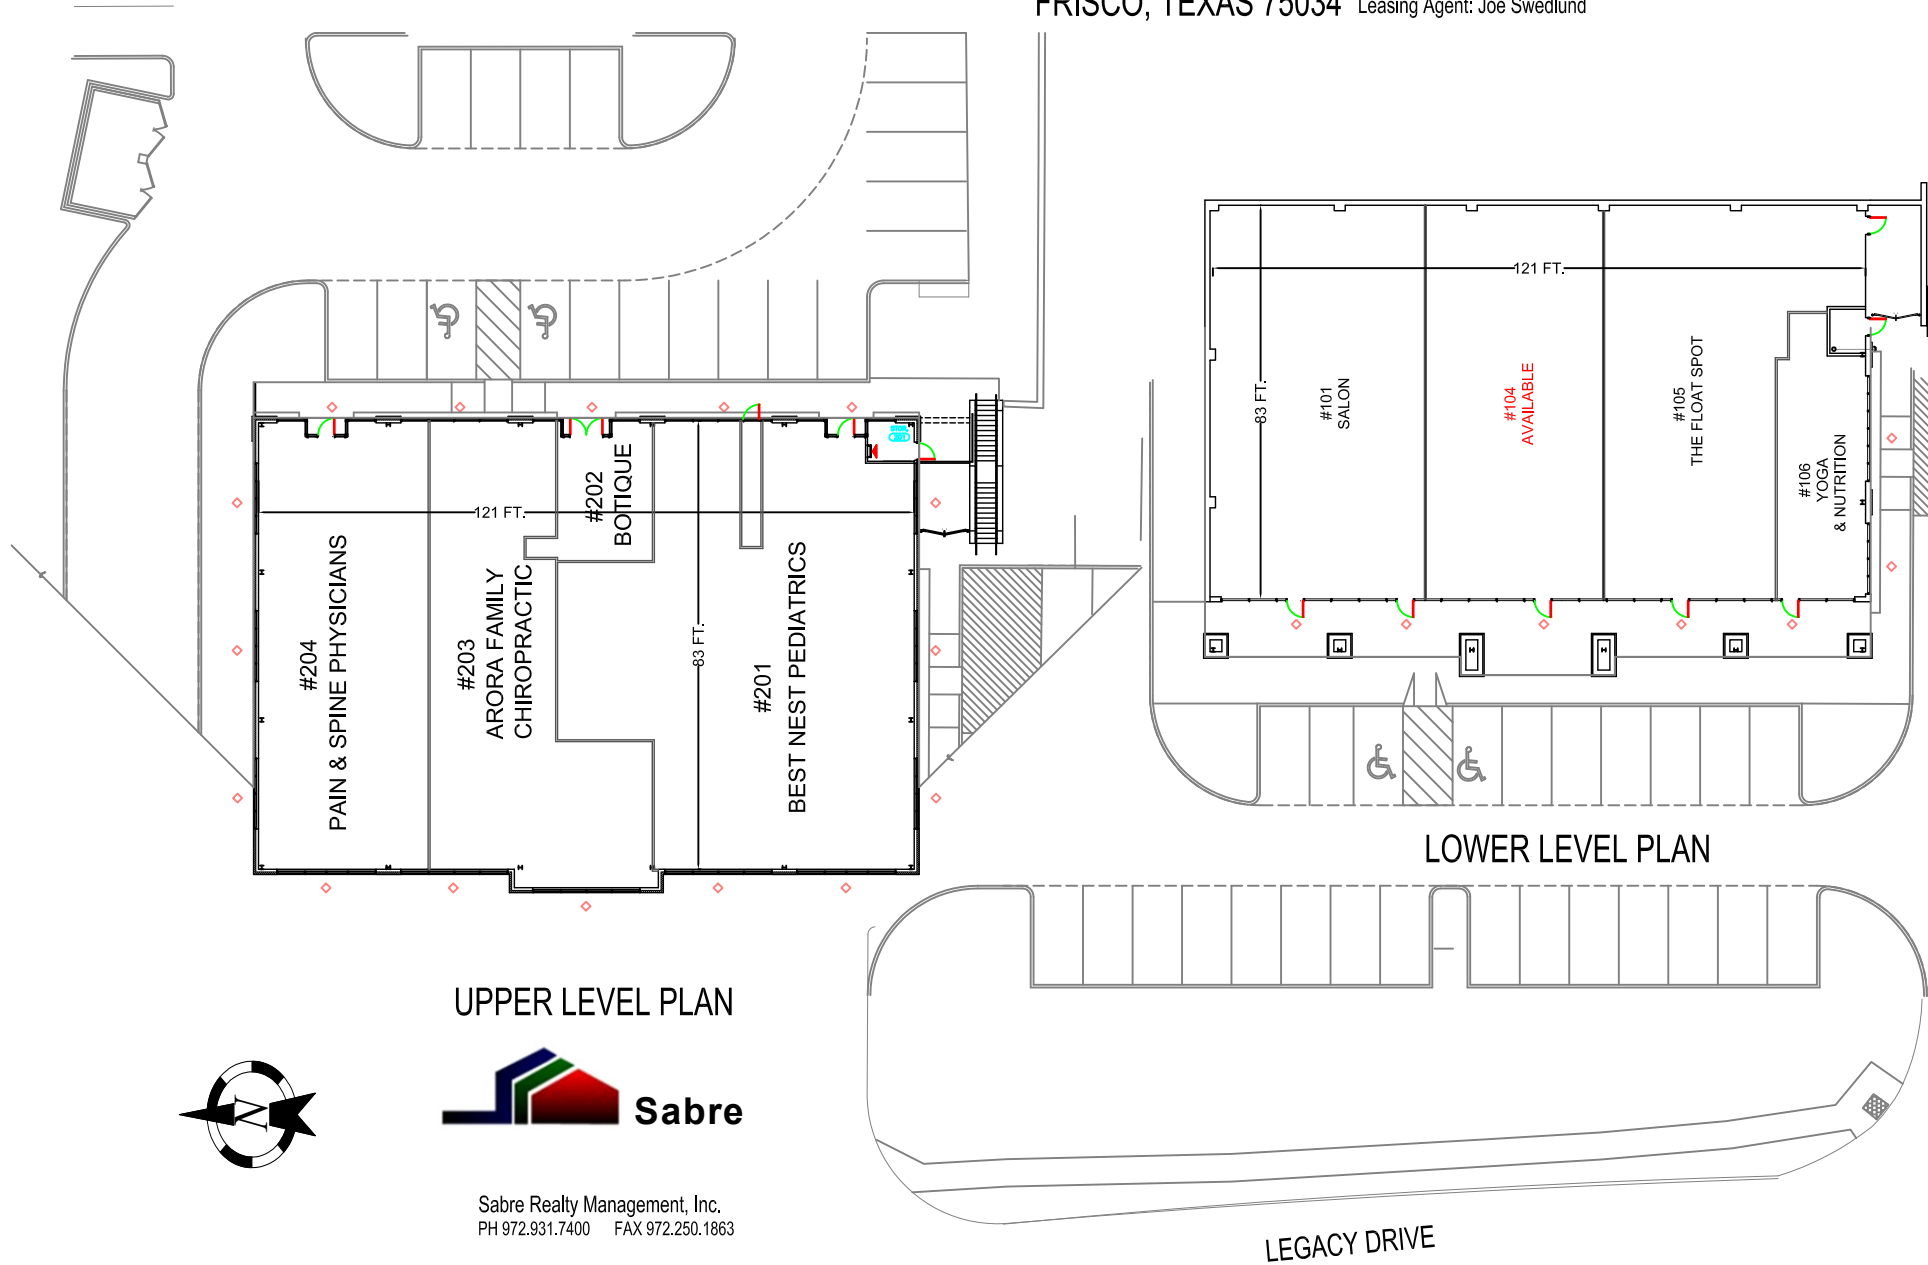 FRISCO, TEXAS 75034 Leasing Agent: Joe Swedlund
121 FT.
83 FT.
#101
SALON
#104
AVAILABLE
#105
THE FLOAT SPOT
#106
YOGA
& NUTRITION
LOWER LEVEL PLAN
121 FT.
83 FT.
#204
PAIN & SPINE PHYSICIANS
#203
ARORA FAMILY
CHIROPRACTIC
#202
BOTIQUE
#201
BEST NEST PEDIATRICS
UPPER LEVEL PLAN
N
Sabre
Sabre Realty Management, Inc.
PH 972.931.7400 FAX 972.250.1863
LEGACY DRIVE